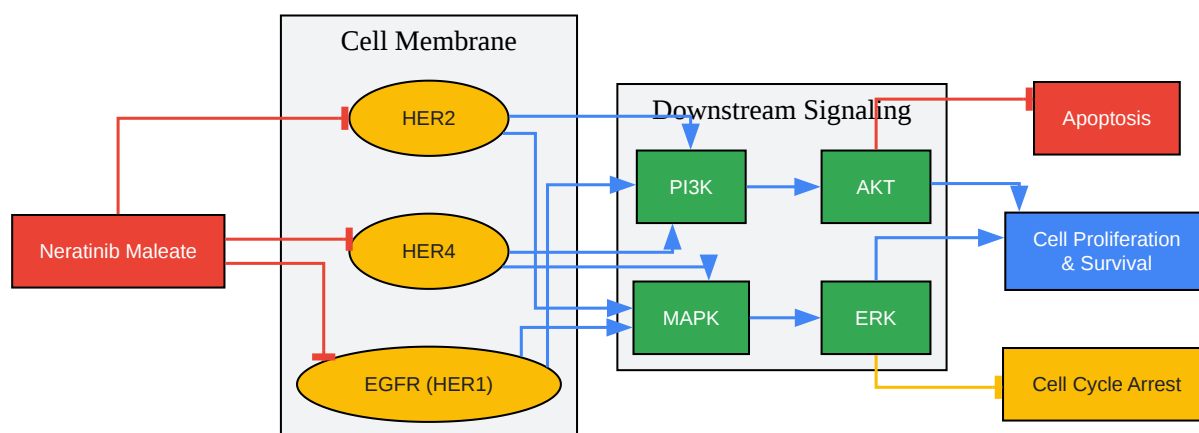 Cell Membrane
HER2
Downstream Signaling
Apoptosis
PI3K
AKT
Neratinib Maleate
HER4
Cell Proliferation
& Survival
MAPK
ERK
EGFR (HER1)
Cell Cycle Arrest